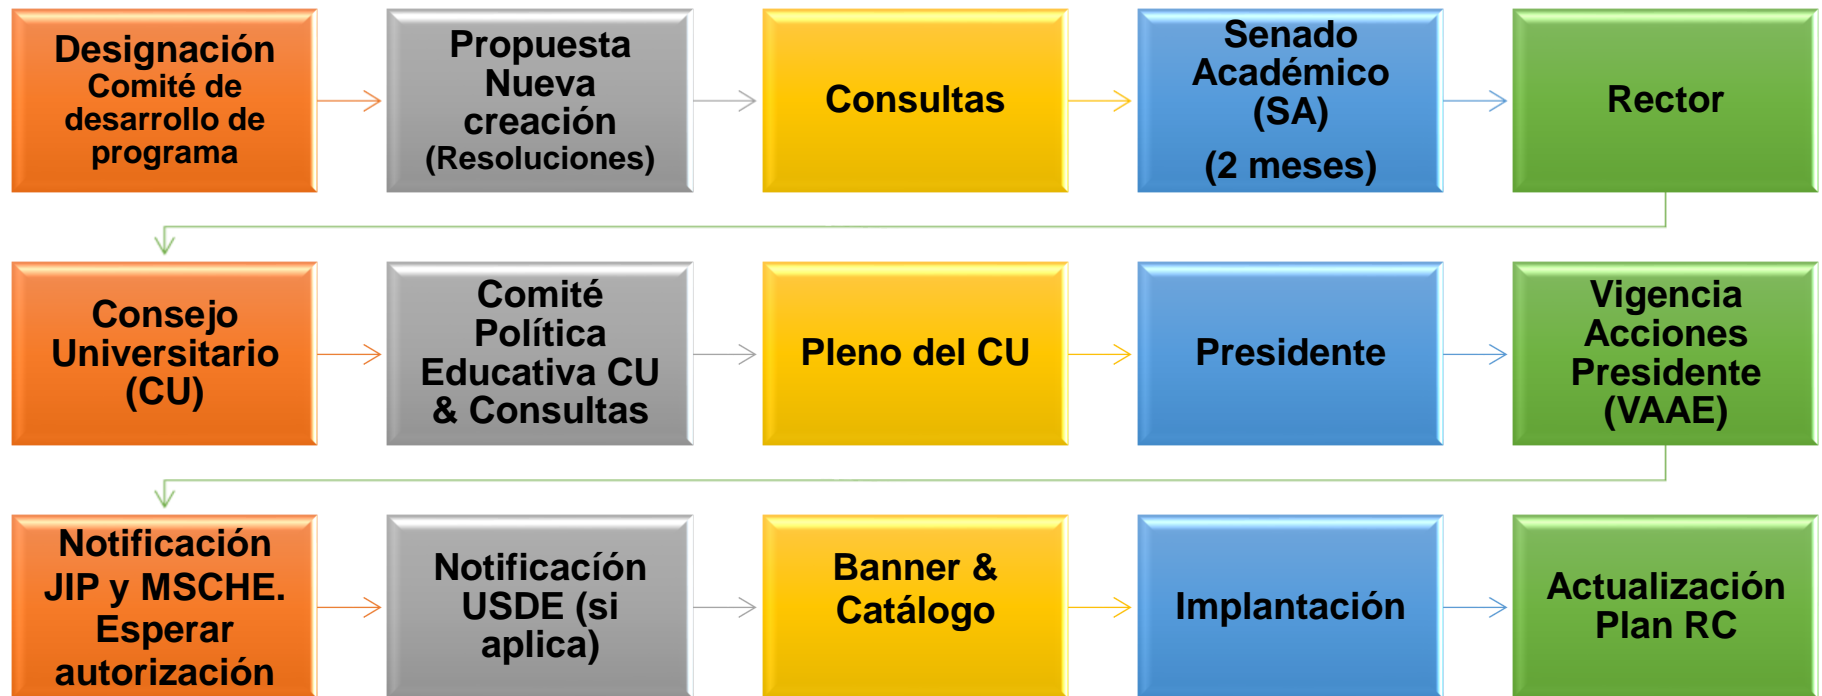 Designación
Comité de
desarrollo de
programa
Propuesta
Nueva
creación
(Resoluciones)
Consultas
Senado
Académico
(SA)
(2 meses)
Rector
Consejo
Universitario
(CU)
Comité
Política
Educativa CU
& Consultas
Pleno del CU
Presidente
Vigencia
Acciones
Presidente
(VAAE)
Notificación
JIP y MSCHE.
Esperar
autorización
Notificacíón
USDE (si
aplica)
Banner &
Catálogo
Implantación
Actualización
Plan RC